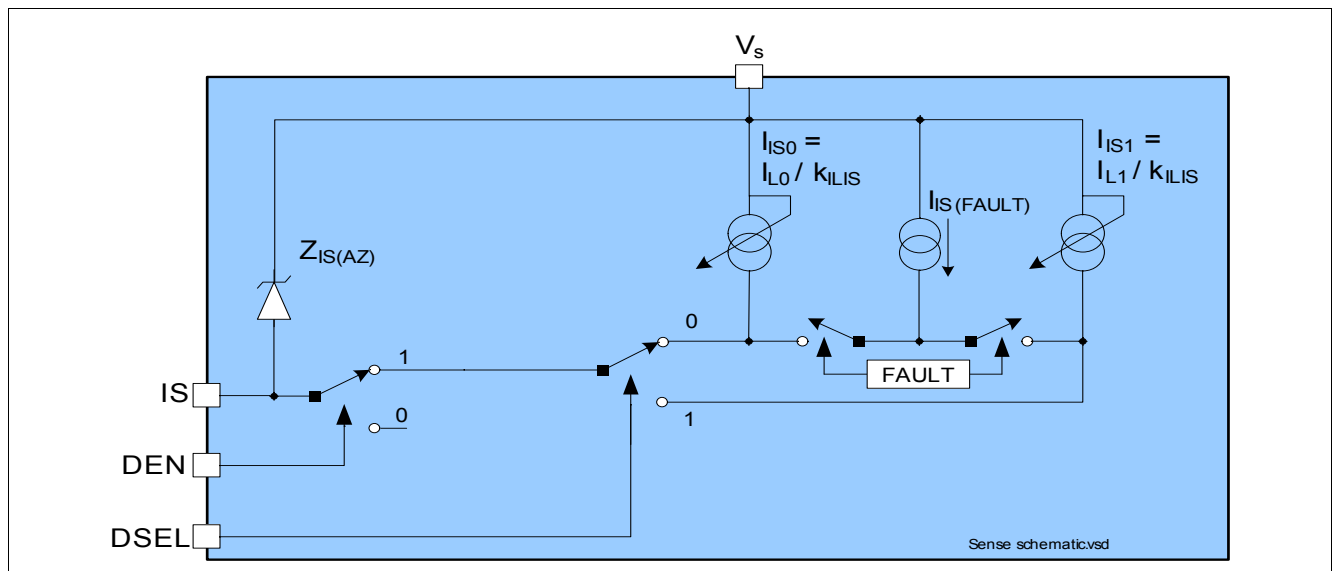 Vs
IIS0 =
IL0 / kILIS
IIS(FAULT)
IIS1 =
IL1 / kILIS
ZIS(AZ)
0
1
FAULT
IS
0
1
DEN
DSEL
Sense schematic.vsd